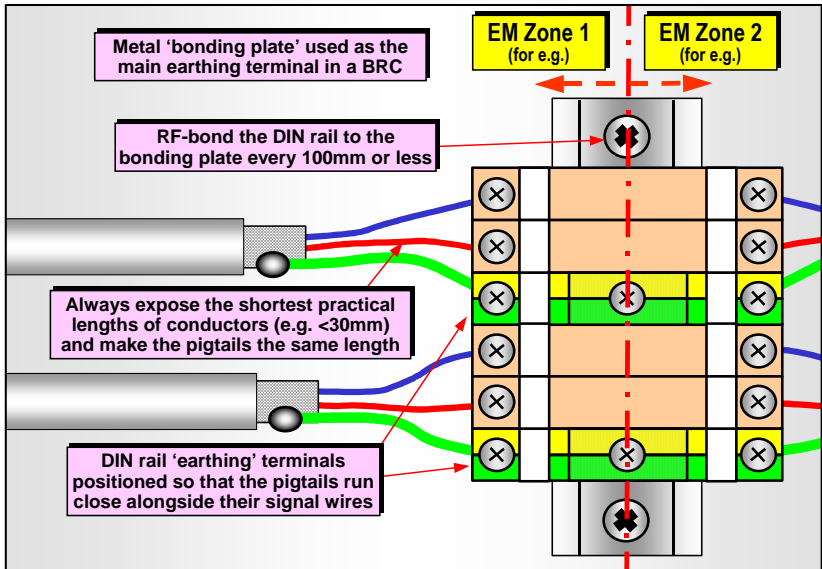 Metal ‘bonding plate’ used as the
main earthing terminal in a BRC
EM Zone 1
(for e.g.)
EM Zone 2
(for e.g.)
RF-bond the DIN rail to the
bonding plate every 100mm or less
Always expose the shortest practical
lengths of conductors (e.g. <30mm)
and make the pigtails the same length
DIN rail ‘earthing’ terminals
positioned so that the pigtails run
close alongside their signal wires